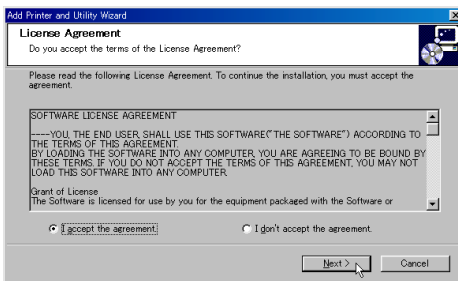 Add Printer and Utility Wizard
License Agreement
Do you accept the terms of the License Agreement?
Please read the following License Agreement. To continue the installation, you must accept the
agreement.
SOFTWARE LICENSE AGREEMENT
----YOU, THE END USER, SHALL USE THIS SOFTWARE("THE SOFTWARE") ACCORDING TO
THE TERMS OF THIS AGREEMENT.
BY LOADING THE SOFTWARE INTO ANY COMPUTER, YOU ARE AGREEING TO BE BOUND BY
THESE TERMS. IF YOU DO NOT ACCEPT THE TERMS OF THIS AGREEMENT, YOU MAY NOT
LOAD THIS SOFTWARE INTO ANY COMPUTER.
Grant of License
The Software is licensed for use by you for the equipment packaged with the Software or
I accept the agreement. I don't accept the agreement.
Next > Cancel